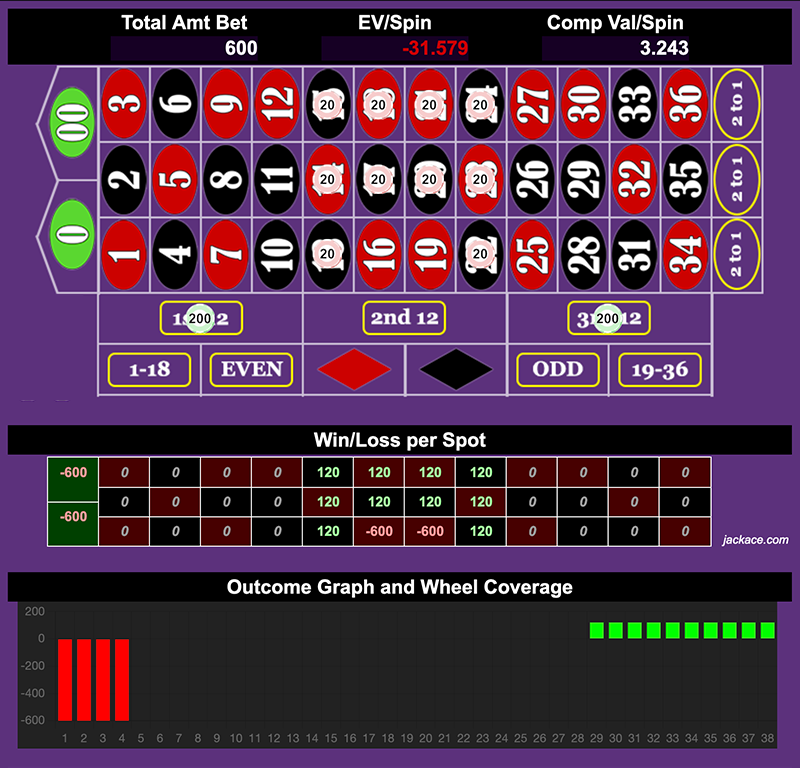 Total Amt Bet EV/Spin Comp Val/Spin
600 -31.579 3.243
00 3 6 9 12 20 20 20 20 27 30 33 36 2 to 1
2 5 8 11 20 20 20 20 26 29 32 35 2 to 1
0 1 4 7 10 20 16 19 20 25 28 31 34 2 to 1
200 2nd 12 200
1-18 EVEN ODD 19-36
Win/Loss per Spot
-600 0 0 0 0 120 120 120 120 0 0 0 0
-600 0 0 0 0 120 120 120 120 0 0 0 0
0 0 0 0 120 -600 -600 120 0 0 0 0
jackace.com
Outcome Graph and Wheel Coverage
200
0
-200
-400
-600
1 2 3 4 5 6 7 8 9 10 11 12 13 14 15 16 17 18 19 20 21 22 23 24 25 26 27 28 29 30 31 32 33 34 35 36 37 38